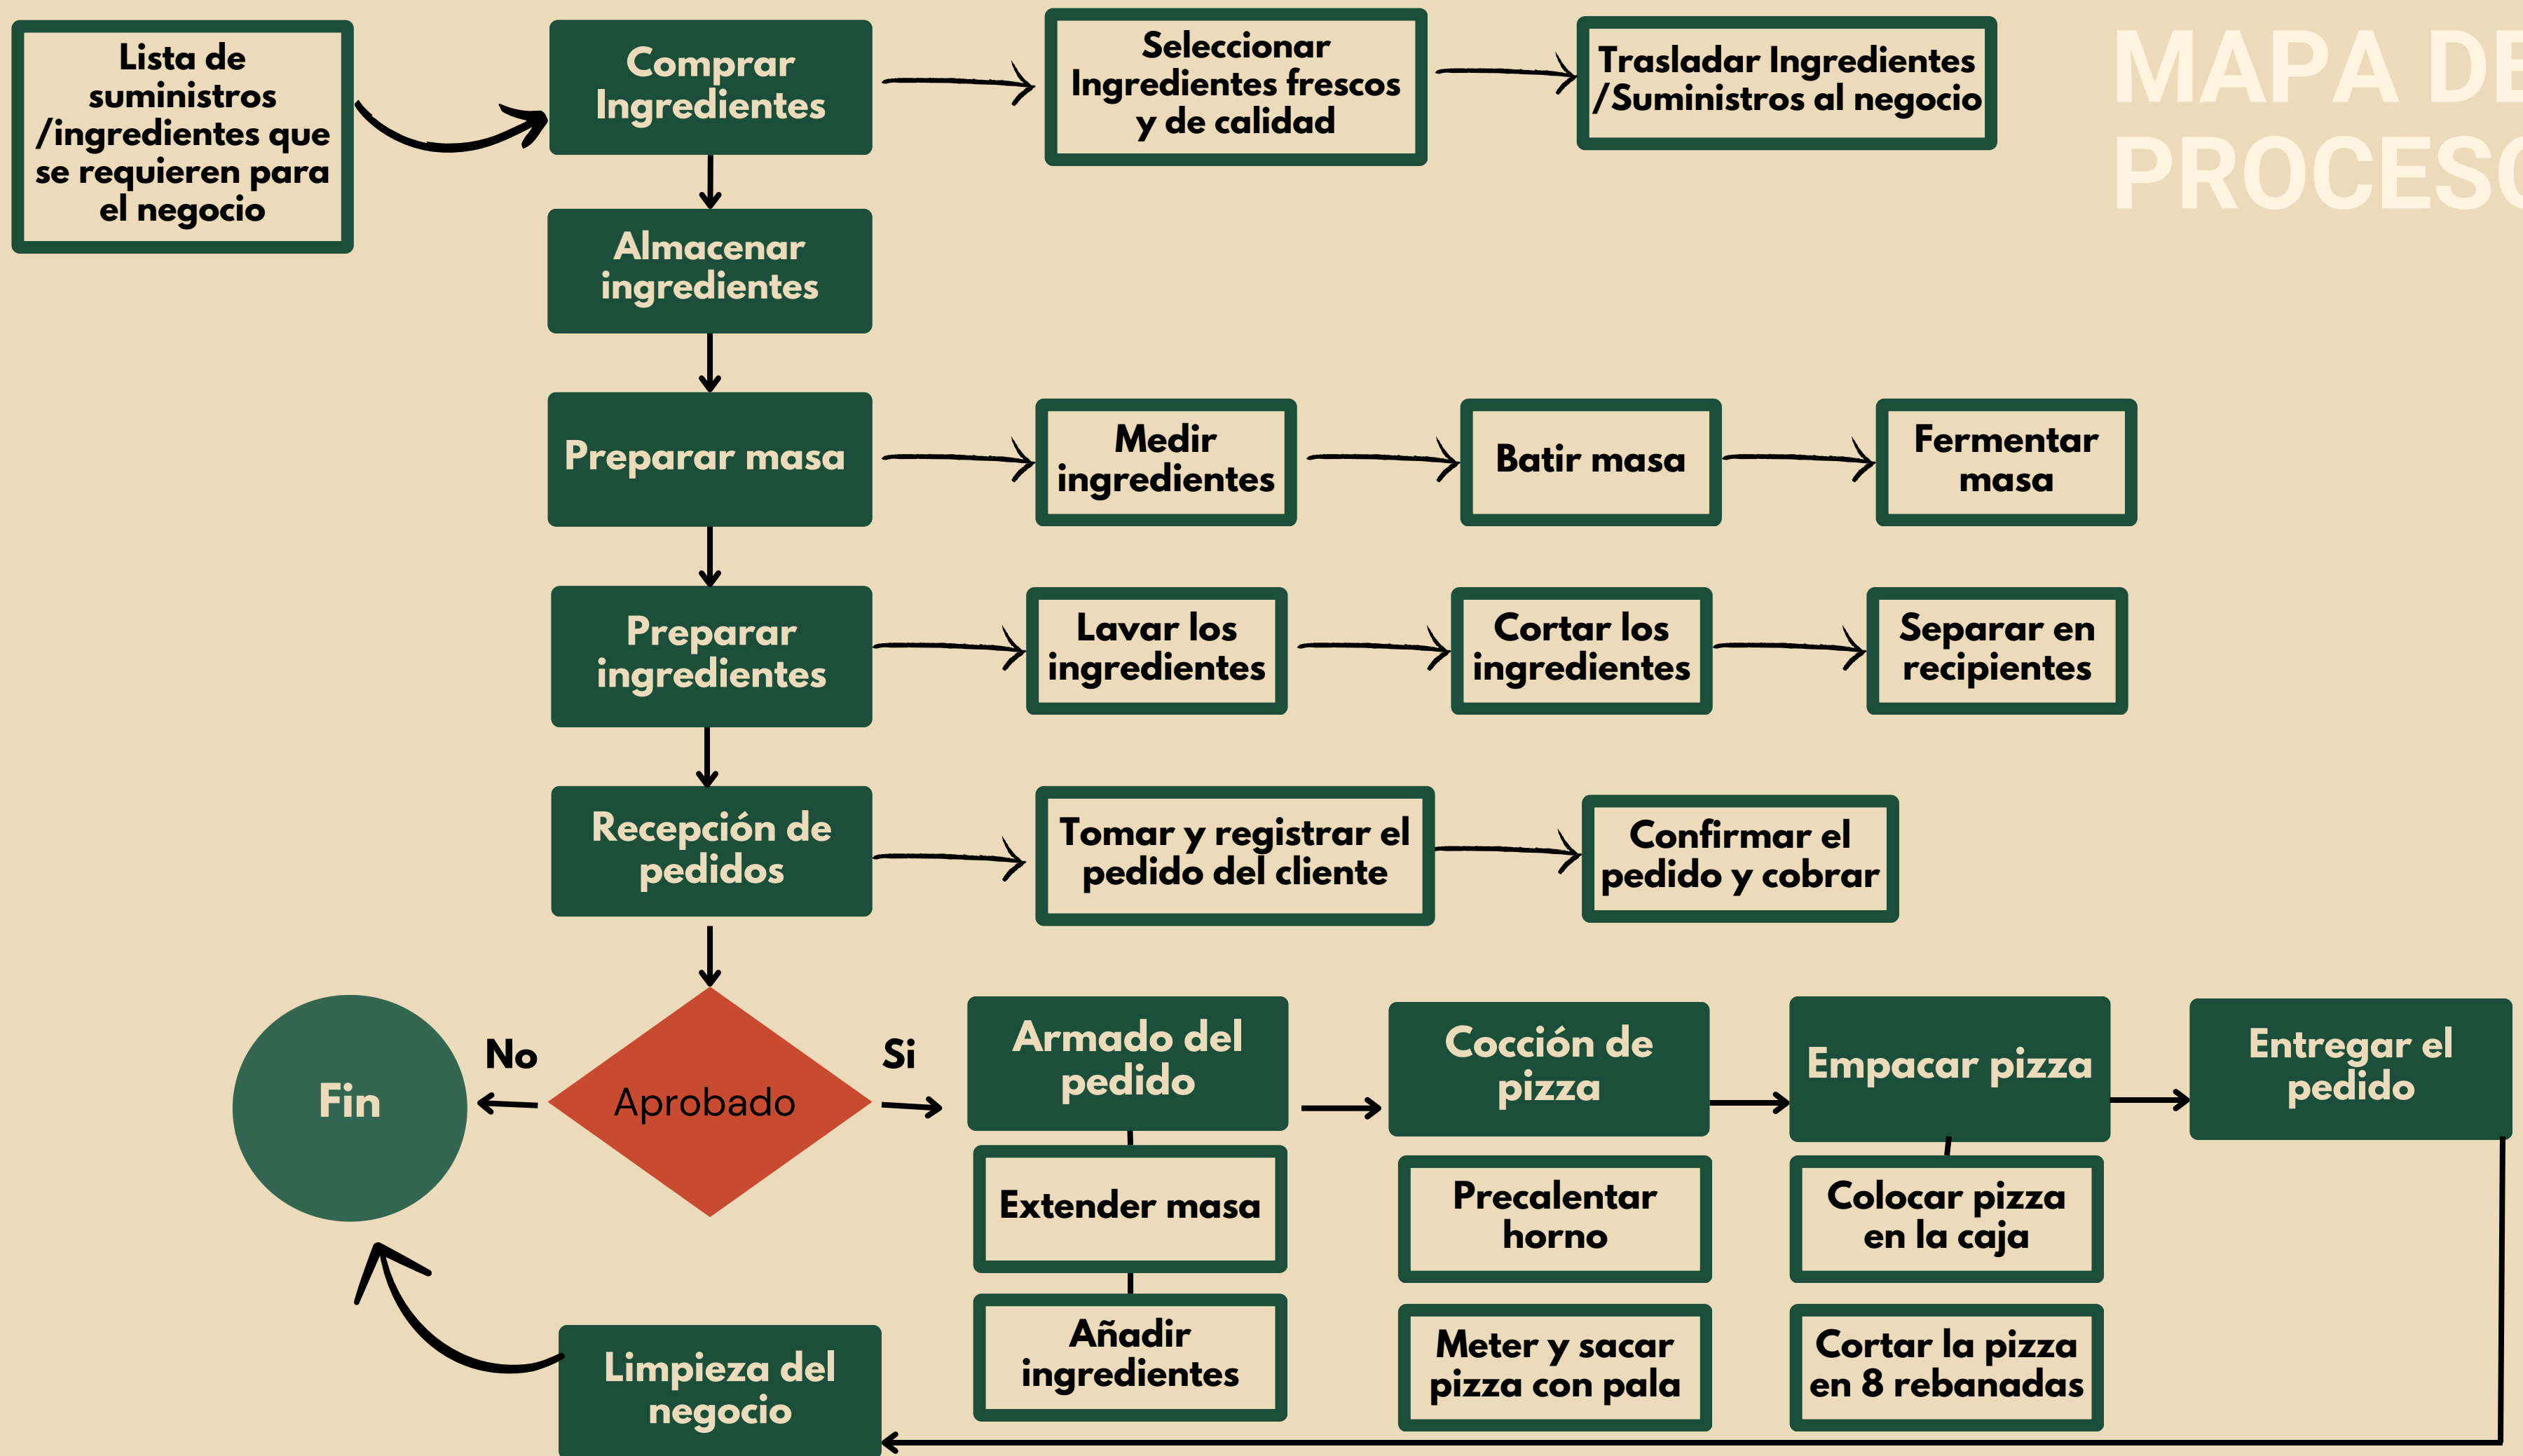 Lista de
suministros
/ingredientes que
se requieren para
el negocio
Comprar
Ingredientes
Seleccionar
Ingredientes frescos
y de calidad
Trasladar Ingredientes
/Suministros al negocio
MAPA DE
PROCESO
Almacenar
ingredientes
Preparar masa
Medir
ingredientes
Batir masa
Fermentar
masa
Preparar
ingredientes
Lavar los
ingredientes
Cortar los
ingredientes
Separar en
recipientes
Recepción de
pedidos
Tomar y registrar el
pedido del cliente
Confirmar el
pedido y cobrar
Fin
No
Aprobado
Si
Armado del
pedido
Cocción de
pizza
Empacar pizza
Entregar el
pedido
Extender masa
Precalentar
horno
Colocar pizza
en la caja
Añadir
ingredientes
Meter y sacar
pizza con pala
Cortar la pizza
en 8 rebanadas
Limpieza del
negocio